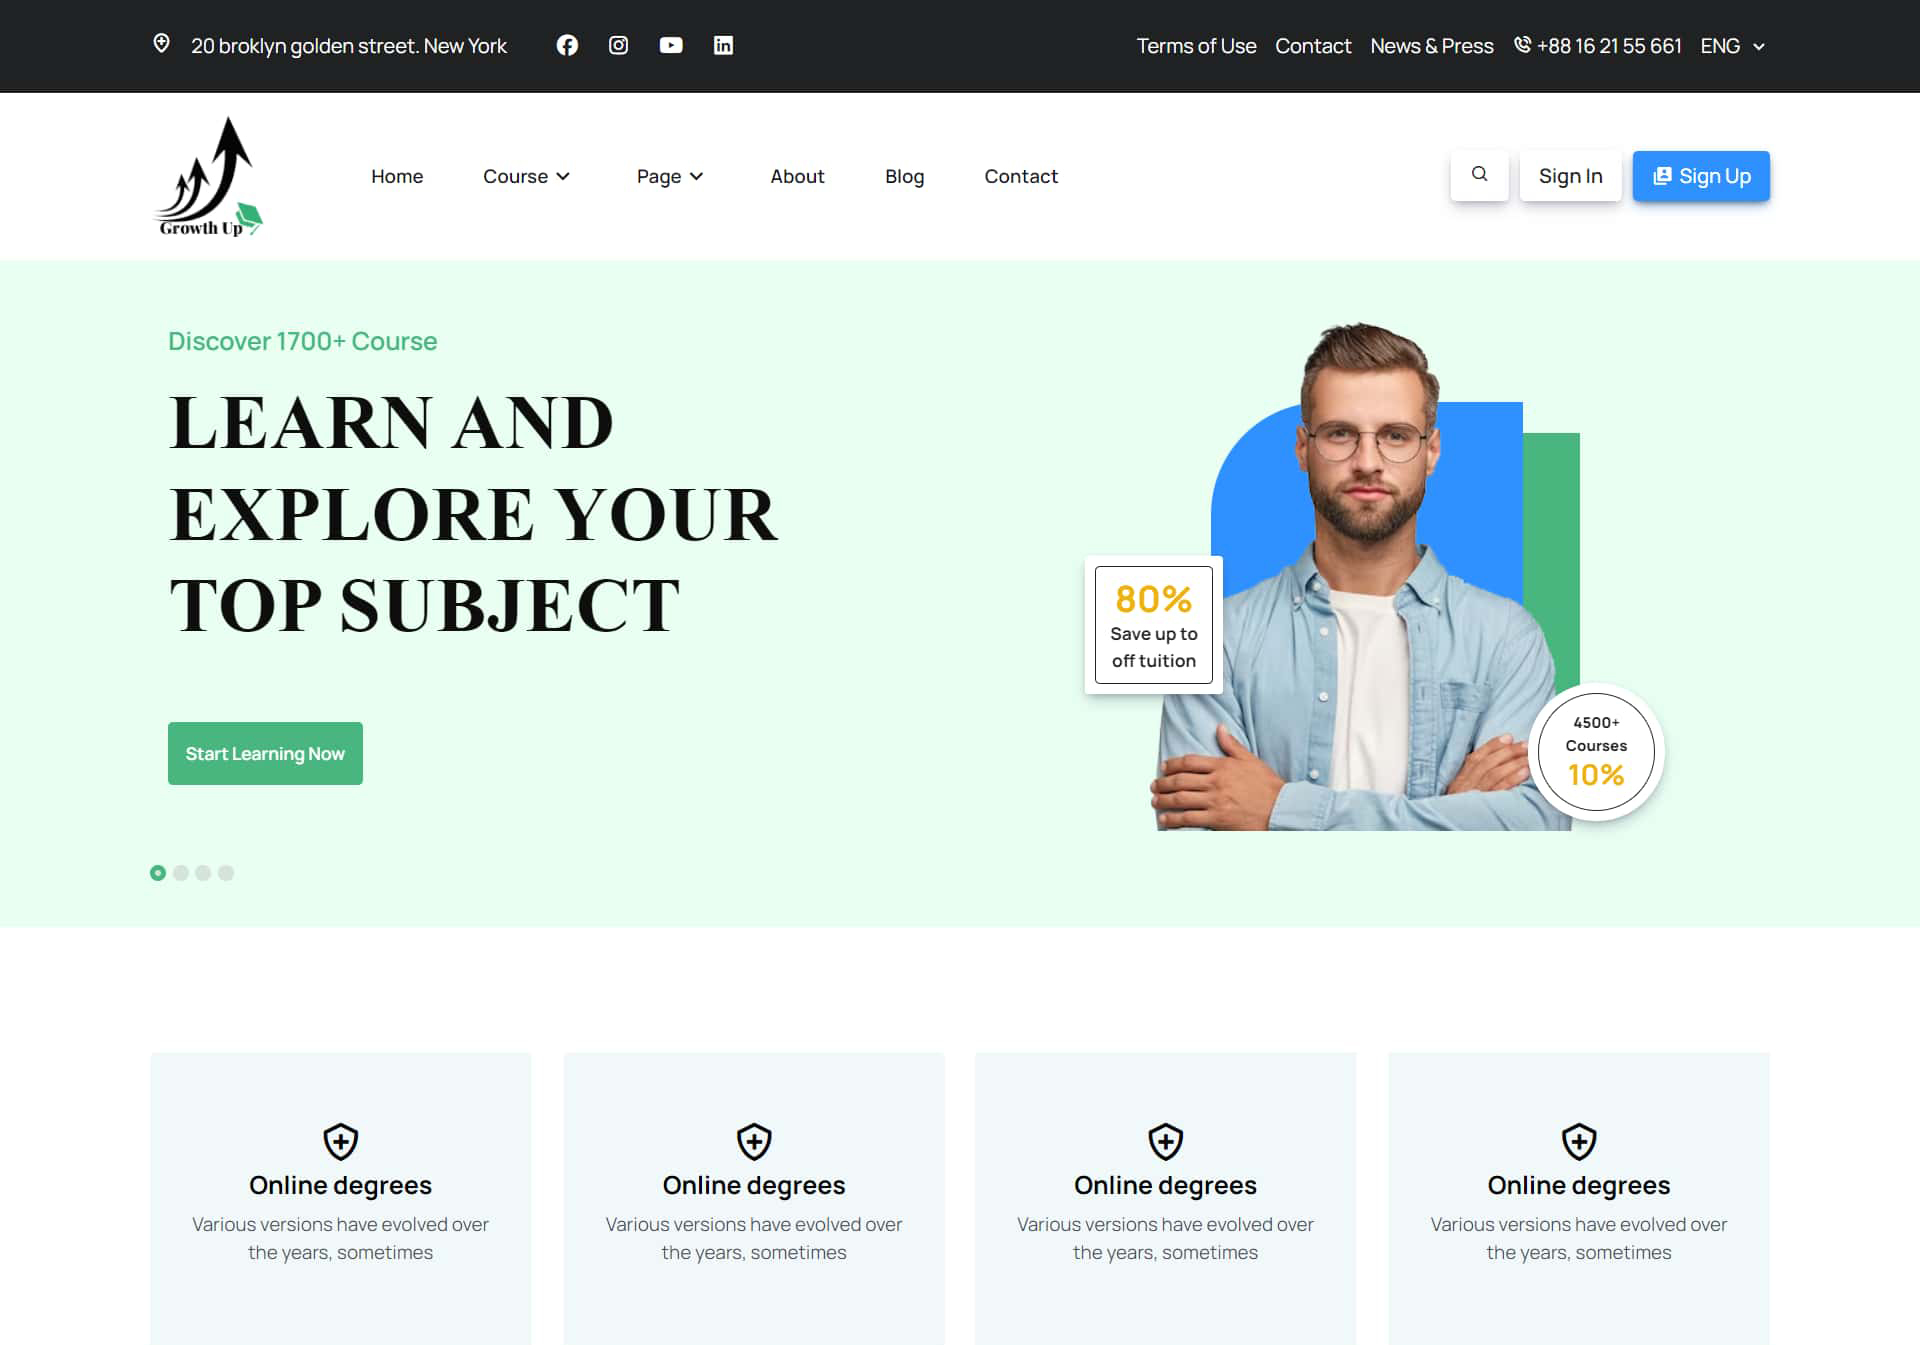 20 broklyn golden street. New York
Terms of Use Contact News & Press +88 16 21 55 661 ENG
Growth Up
Home Course Page About Blog Contact
Sign In Sign Up
Discover 1700+ Course
LEARN AND
EXPLORE YOUR
TOP SUBJECT
Start Learning Now
80%
Save up to
off tuition
4500+
Courses
10%
Online degrees
Various versions have evolved over
the years, sometimes
Online degrees
Various versions have evolved over
the years, sometimes
Online degrees
Various versions have evolved over
the years, sometimes
Online degrees
Various versions have evolved over
the years, sometimes